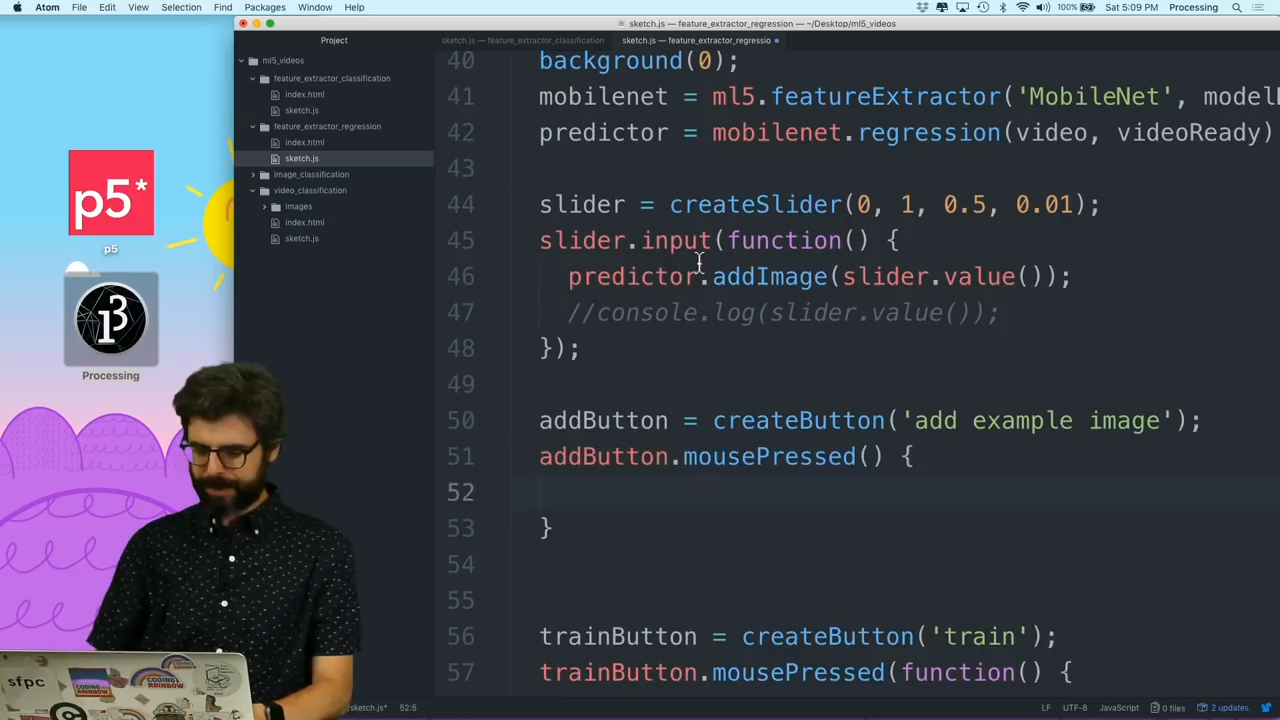 Atom File Edit View Selection Find Packages Window Help 100% Sat 5:09 PM Processing
sketch.js — feature_extractor_regression — ~/Desktop/ml5_videos
Project
sketch.js — feature_extractor_classification
sketch.js — feature_extractor_regressio
ml5_videos
feature_extractor_classification
index.html
sketch.js
feature_extractor_regression
index.html
sketch.js
image_classification
video_classification
images
index.html
sketch.js
p5*
p5
Processing
40 background(0);
41 mobilenet = ml5.featureExtractor('MobileNet', model
42 predictor = mobilenet.regression(video, videoReady)
43
44 slider = createSlider(0, 1, 0.5, 0.01);
45 slider.input(function() {
46 predictor.addImage(slider.value());
47 //console.log(slider.value());
48 });
49
50 addButton = createButton('add example image');
51 addButton.mousePressed() {
52
53 }
54
55
56 trainButton = createButton('train');
57 trainButton.mousePressed(function() {
sfpc
CODING RAINBOW
CODING RAINBOW
sketch.js* 52:5 LF UTF-8 JavaScript 0 files 2 updates